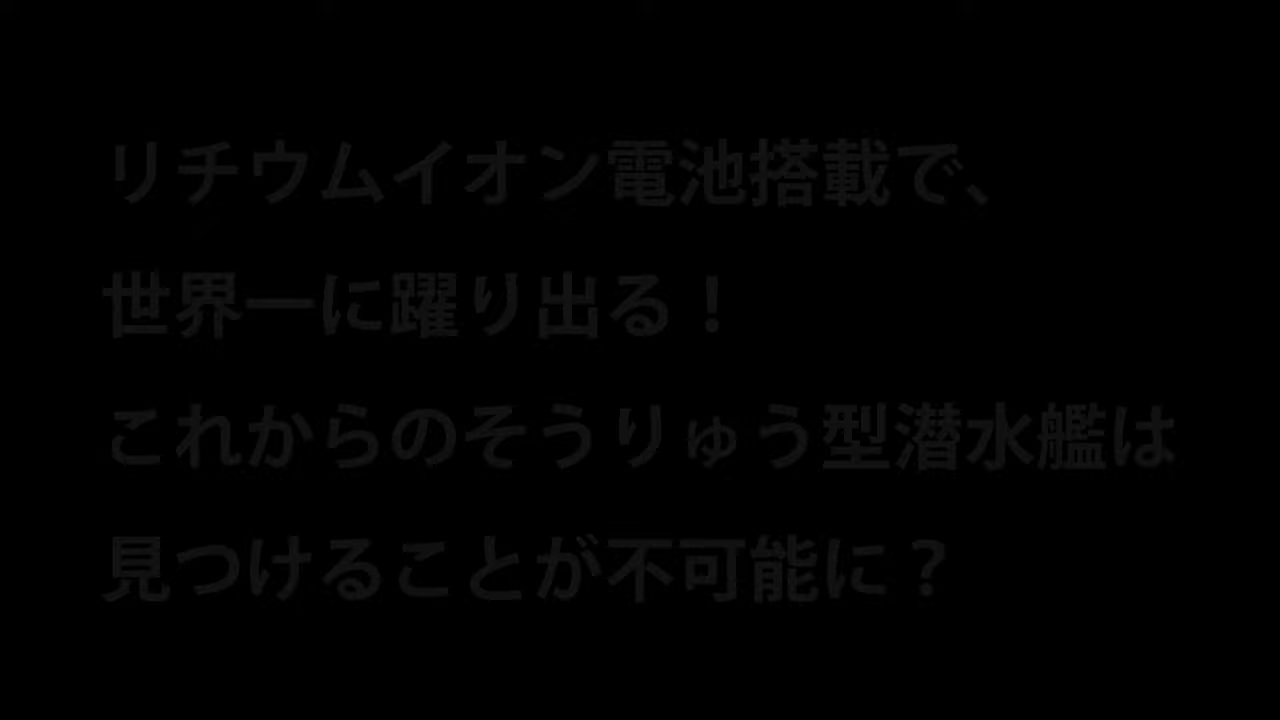 リチウムイオン電池搭載で、
世界一に躍り出る！
これからのそうりゅう型潜水艦は
見つけることが不可能に？